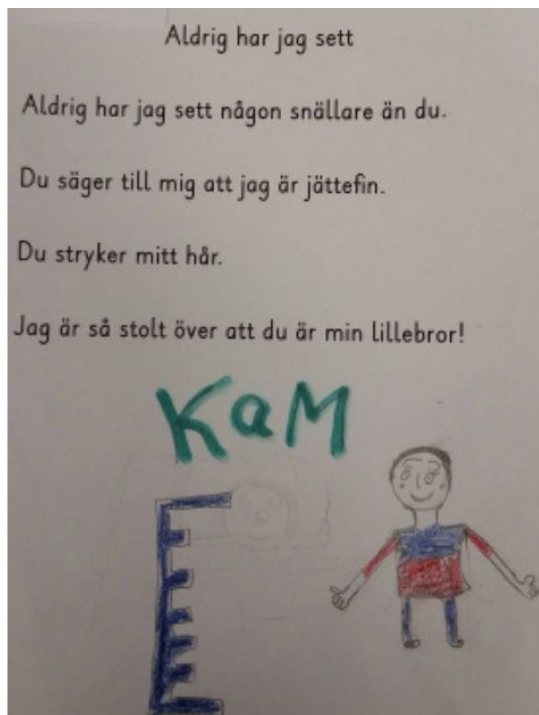 Aldrig har jag sett
Aldrig har jag sett någon snällare än du.
Du säger till mig att jag är jättefin.
Du stryker mitt hår.
Jag är så stolt över att du är min lillebror!
KaM